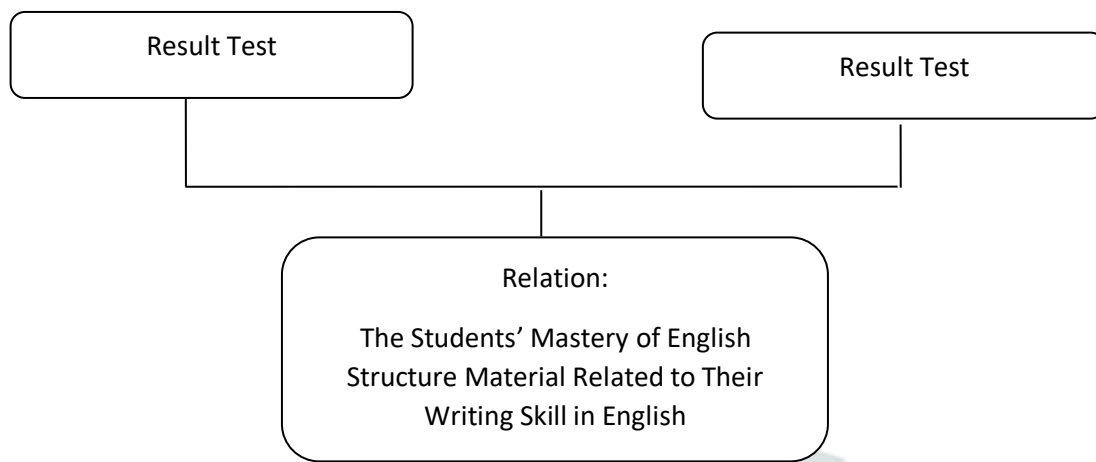 Result Test
Result Test
Relation:
The Students’ Mastery of English
Structure Material Related to Their
Writing Skill in English